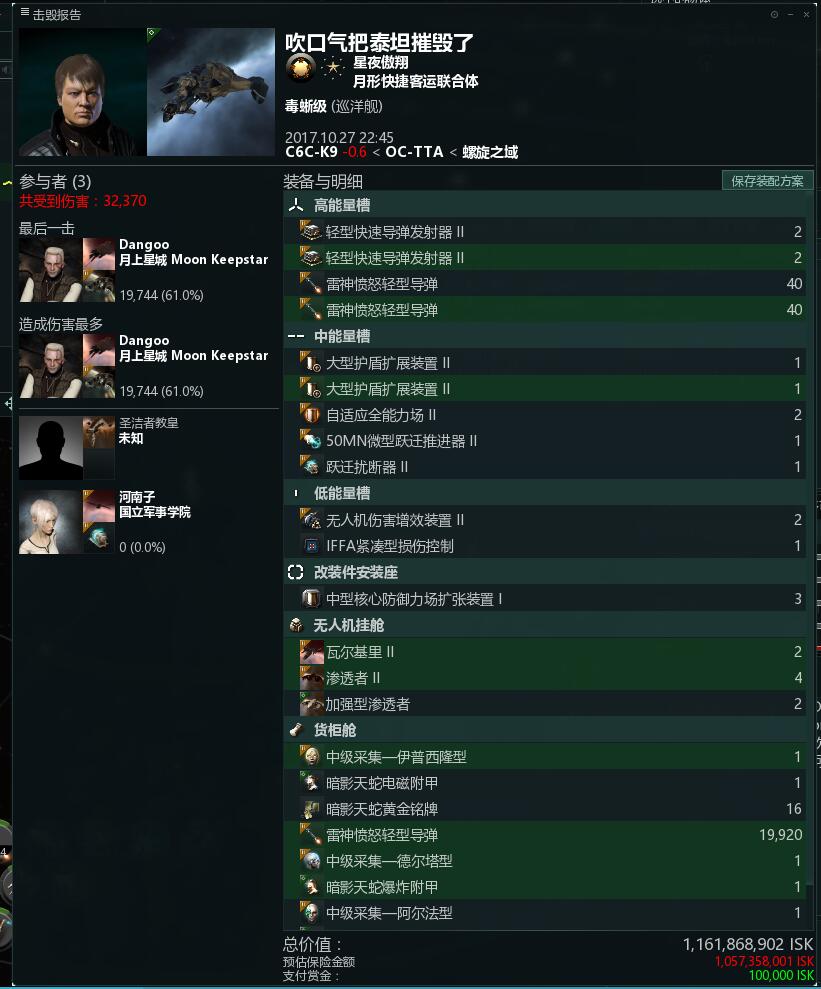 击毁报告
吹口气把泰坦摧毁了
星夜傲翔
月形快捷客运联合体
毒蜥级 (巡洋舰)
2017.10.27 22:45
C6C-K9 -0.6 < OC-TTA < 螺旋之域
参与者 (3)
共受到伤害：32,370
最后一击
Dangoo
月上星城 Moon Keepstar
19,744 (61.0%)
造成伤害最多
Dangoo
月上星城 Moon Keepstar
19,744 (61.0%)
圣洁者教皇
未知
河南子
国立军事学院
0 (0.0%)
装备与明细
保存装配方案
高能量槽
轻型快速导弹发射器 II 2
轻型快速导弹发射器 II 2
雷神愤怒轻型导弹 40
雷神愤怒轻型导弹 40
中能量槽
大型护盾扩展装置 II 1
大型护盾扩展装置 II 1
自适应全能力场 II 2
50MN微型跃迁推进器 II 1
跃迁扰断器 II 1
低能量槽
无人机伤害增效装置 II 2
IFFA紧凑型损伤控制 1
改装件安装座
中型核心防御力场扩张装置 I 3
无人机挂舱
瓦尔基里 II 2
渗透者 II 4
加强型渗透者 2
货柜舱
中级采集—伊普西隆型 1
暗影天蛇电磁附甲 1
暗影天蛇黄金铭牌 16
雷神愤怒轻型导弹 19,920
中级采集—德尔塔型 1
暗影天蛇爆炸附甲 1
中级采集—阿尔法型 1
总价值： 1,161,868,902 ISK
预估保险金额 1,057,358,001 ISK
支付赏金： 100,000 ISK